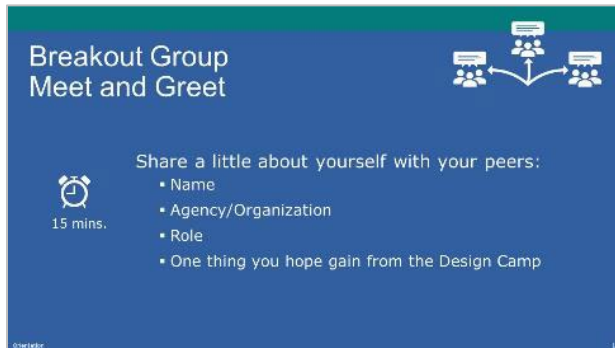 Breakout Group
Meet and Greet
Share a little about yourself with your peers:
▪ Name
▪ Agency/Organization
▪ Role
▪ One thing you hope gain from the Design Camp
15 mins.
Orientation